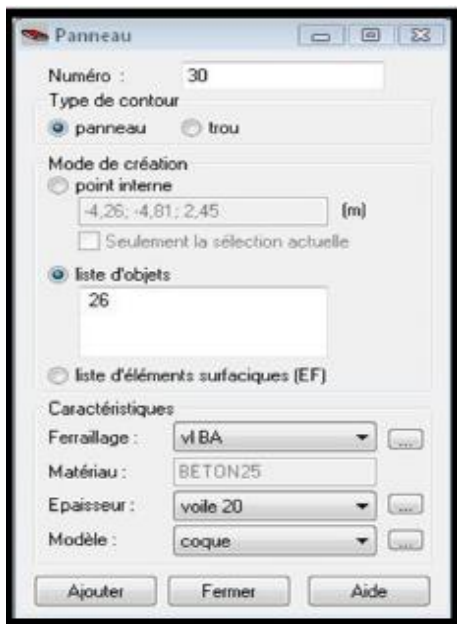 Panneau
Numéro : 30
Type de contour
panneau trou
Mode de création
point interne
-4,26; -4,81; 2,45 (m)
Seulement la sélection actuelle
liste d'objets
26
liste d'éléments surfaciques (EF)
Caractéristiques
Ferraillage : vl BA ...
Matériau : BETON25
Epaisseur : voile 20 ...
Modèle : coque ...
Ajouter Fermer Aide